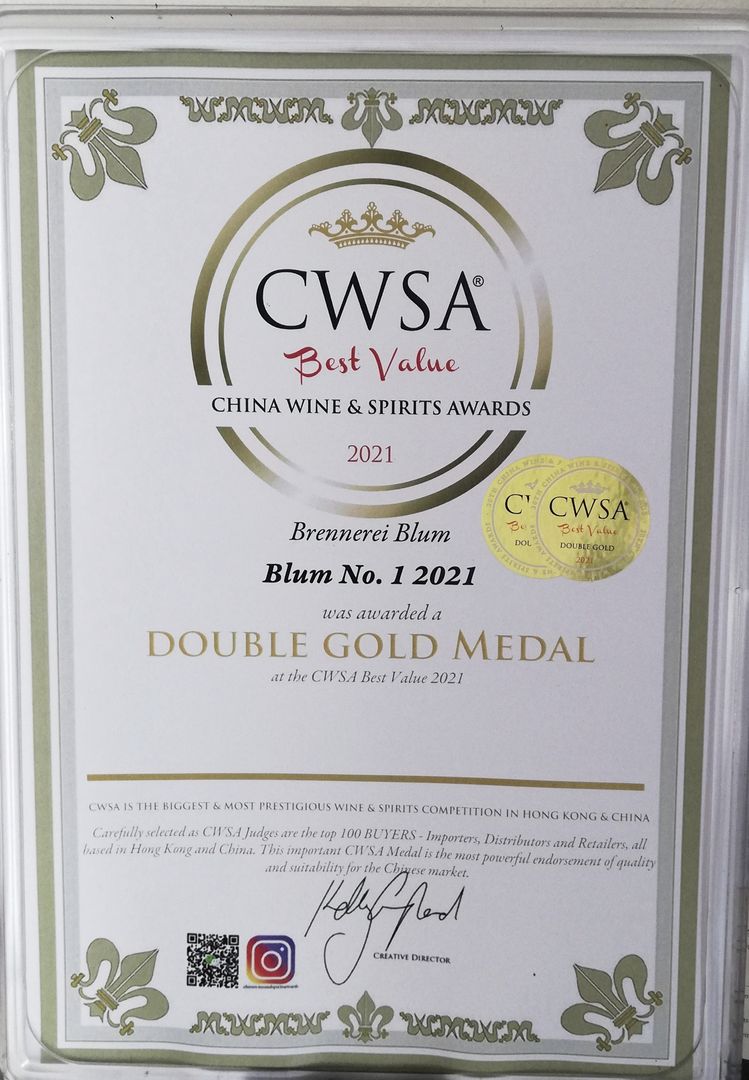 CWSA®
Best Value
CHINA WINE & SPIRITS AWARDS
2021
CWSA
Best Value
DOUBLE GOLD
2021
Brennerei Blum
Blum No. 1 2021
was awarded a
DOUBLE GOLD MEDAL
at the CWSA Best Value 2021
CWSA IS THE BIGGEST & MOST PRESTIGIOUS WINE & SPIRITS COMPETITION IN HONG KONG & CHINA
Carefully selected as CWSA Judges are the top 100 BUYERS - Importers, Distributors and Retailers, all
based in Hong Kong and China. This important CWSA Medal is the most powerful endorsement of quality
and suitability for the Chinese market.
CREATIVE DIRECTOR